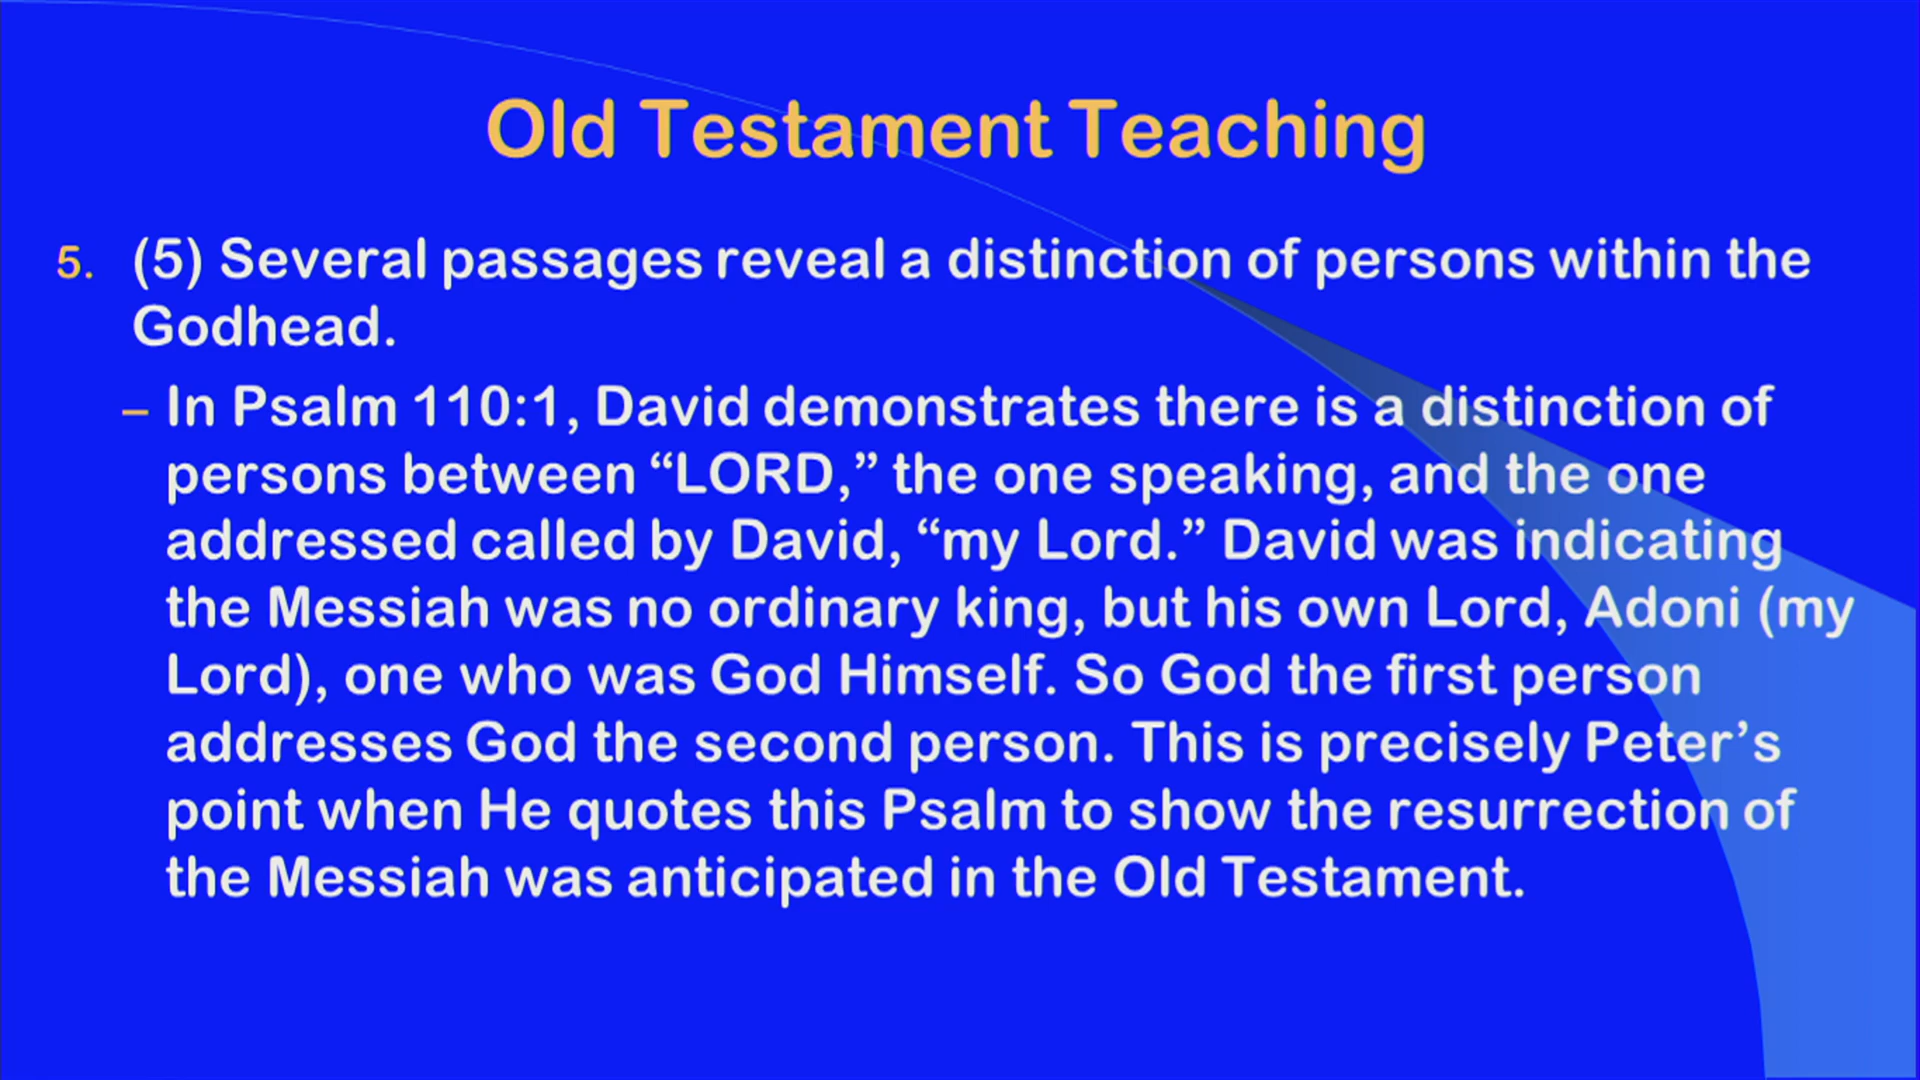 Old Testament Teaching
5. (5) Several passages reveal a distinction of persons within the
Godhead.
– In Psalm 110:1, David demonstrates there is a distinction of
persons between “LORD,” the one speaking, and the one
addressed called by David, “my Lord.” David was indicating
the Messiah was no ordinary king, but his own Lord, Adoni (my
Lord), one who was God Himself. So God the first person
addresses God the second person. This is precisely Peter’s
point when He quotes this Psalm to show the resurrection of
the Messiah was anticipated in the Old Testament.